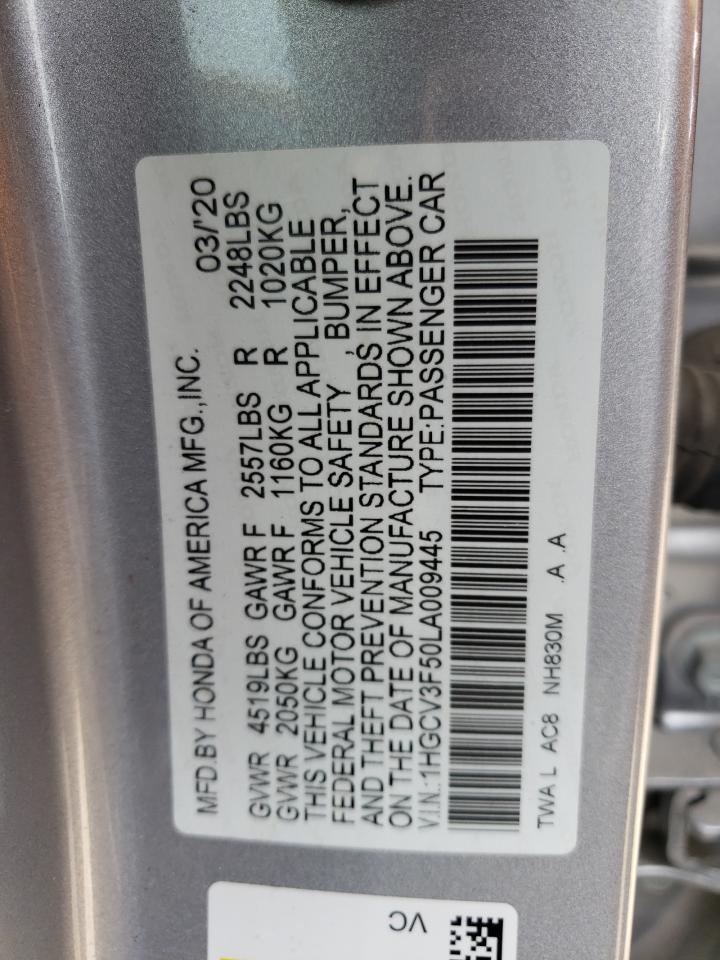 MFD.BY HONDA OF AMERICA MFG.,INC. 03/'20
GVWR 4519LBS GAWR F 2557LBS R 2248LBS
GVWR 2050KG GAWR F 1160KG R 1020KG
THIS VEHICLE CONFORMS TO ALL APPLICABLE
FEDERAL MOTOR VEHICLE SAFETY , BUMPER,
AND THEFT PREVENTION STANDARDS IN EFFECT
ON THE DATE OF MANUFACTURE SHOWN ABOVE.
V.I.N.:1HGCV3F50LA009445 TYPE:PASSENGER CAR
TWA L AC8 NH830M .A .A
VC